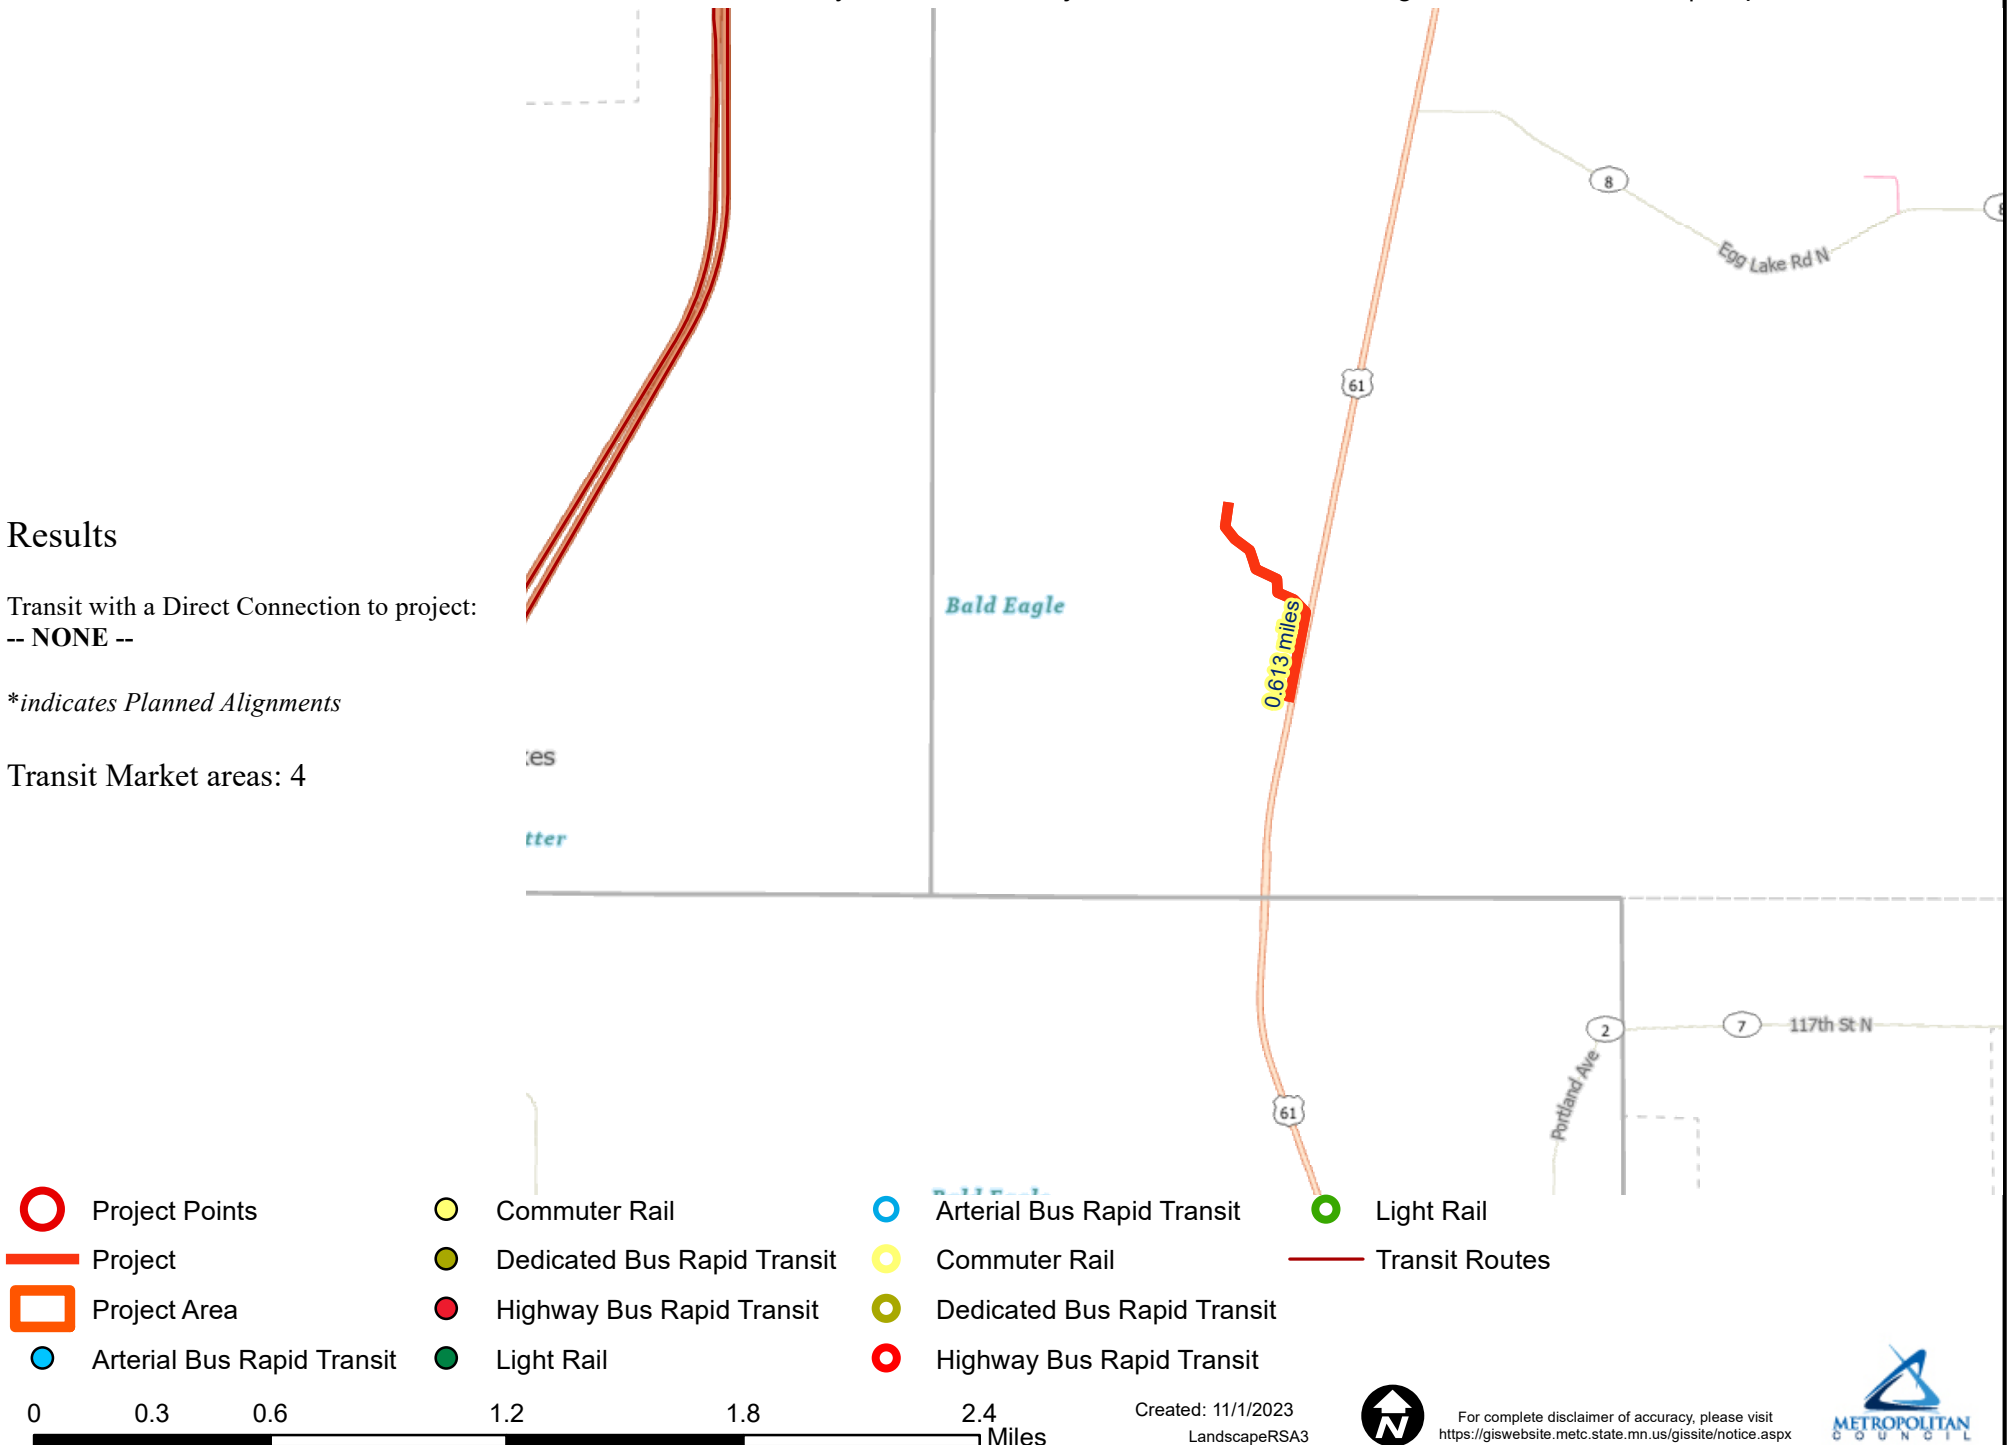 8
8
Egg Lake Rd N
61
Results
Transit with a Direct Connection to project:
-- NONE --
*indicates Planned Alignments
Transit Market areas: 4
Bald Eagle
0.613 miles
kes
tter
2
7
117th St N
Portland Ave
61
Bald Eagle
Project Points
Commuter Rail
Arterial Bus Rapid Transit
Light Rail
Project
Dedicated Bus Rapid Transit
Commuter Rail
Transit Routes
Project Area
Highway Bus Rapid Transit
Dedicated Bus Rapid Transit
Arterial Bus Rapid Transit
Light Rail
Highway Bus Rapid Transit
0 0.3 0.6 1.2 1.8 2.4
Miles
Created: 11/1/2023
LandscapeRSA3
N
For complete disclaimer of accuracy, please visit
https://giswebsite.metc.state.mn.us/gissite/notice.aspx
METROPOLITAN
COUNCIL